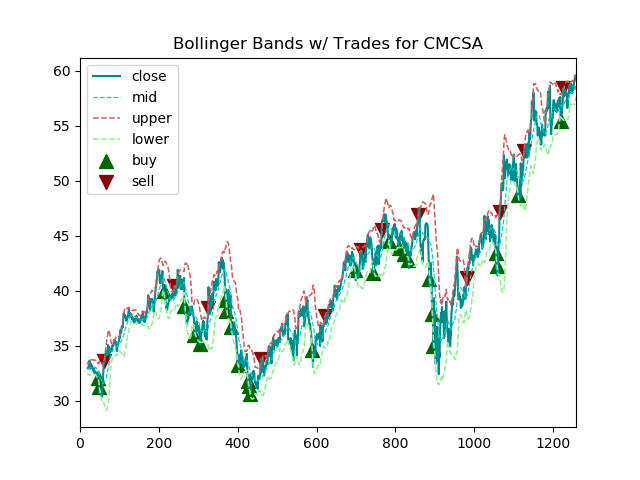 Bollinger Bands w/ Trades for CMCSA
60
55
50
45
40
35
30
0 200 400 600 800 1000 1200
close
mid
upper
lower
buy
sell